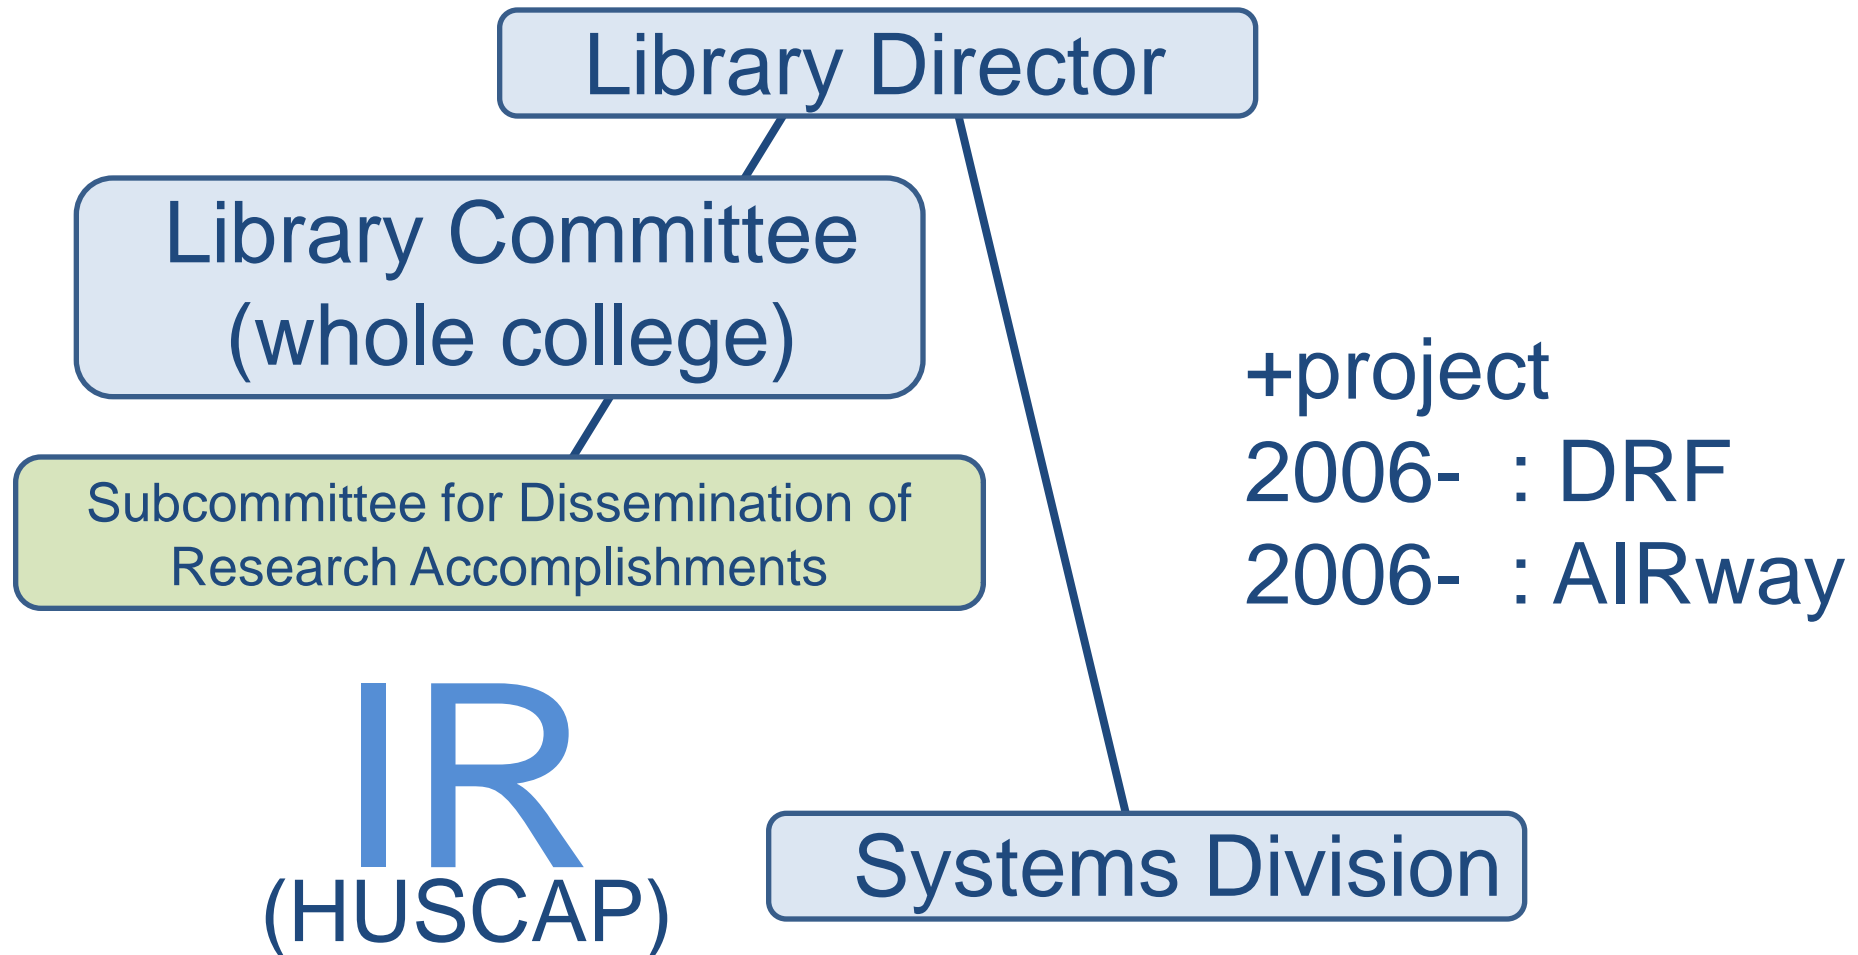 Library Director
Library Committee
(whole college)
Subcommittee for Dissemination of
Research Accomplishments
+project
2006-  : DRF
2006-  : AIRway
IR
(HUSCAP)
Systems Division